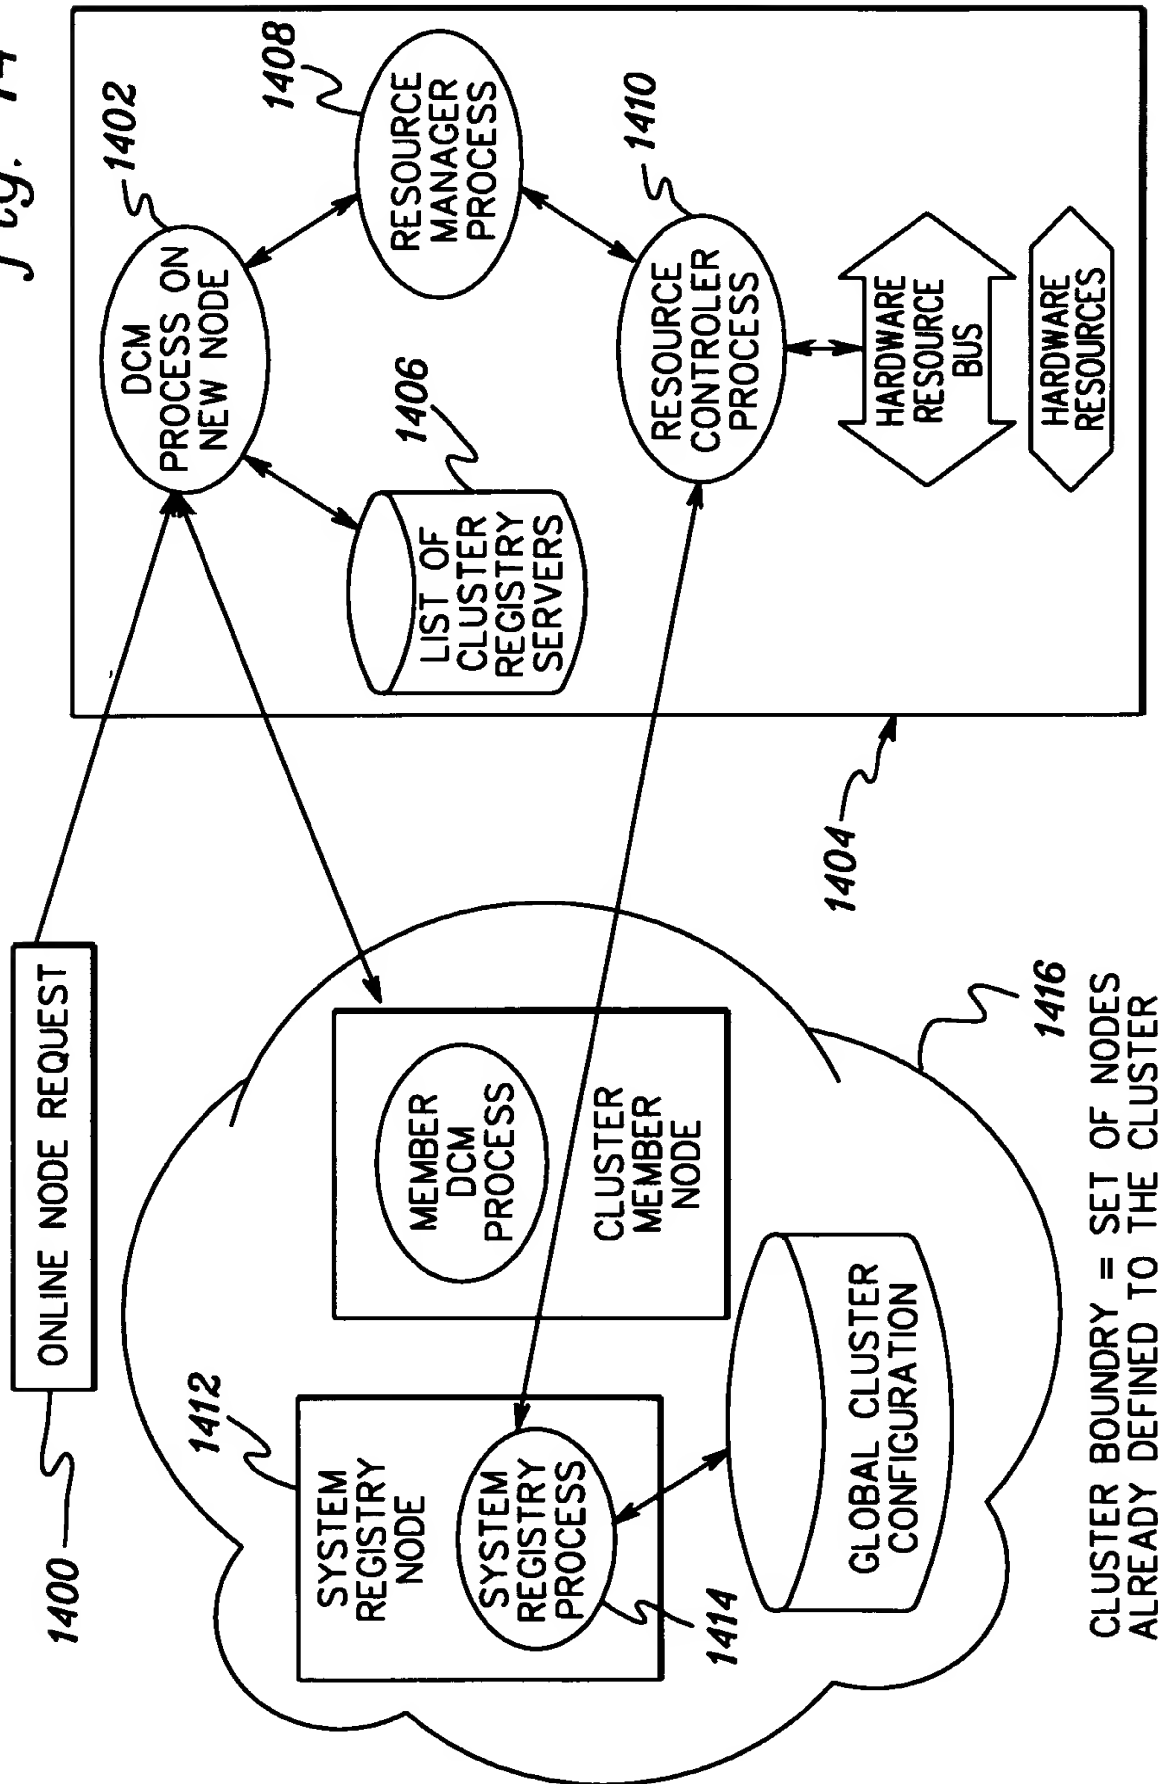 fig. 14
1400
ONLINE NODE REQUEST
1402
DCM
PROCESS ON
NEW NODE
1408
RESOURCE
MANAGER
PROCESS
1406
LIST OF
CLUSTER
REGISTRY
SERVERS
1410
RESOURCE
CONTROLER
PROCESS
HARDWARE
RESOURCE
BUS
HARDWARE
RESOURCES
1404
1412
SYSTEM
REGISTRY
NODE
SYSTEM
REGISTRY
PROCESS
1414
MEMBER
DCM
PROCESS
CLUSTER
MEMBER
NODE
GLOBAL CLUSTER
CONFIGURATION
1416
CLUSTER BOUNDRY = SET OF NODES
ALREADY DEFINED TO THE CLUSTER